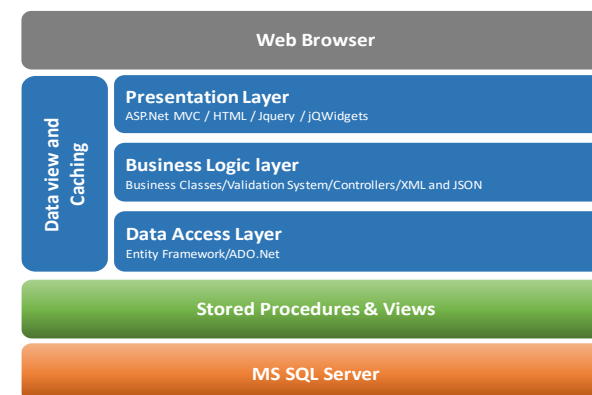 Web Browser
Data view and
Caching
Presentation Layer
ASP.Net MVC / HTML / Jquery / jQWidgets
Business Logic layer
Business Classes/Validation System/Controllers/XML and JSON
Data Access Layer
Entity Framework/ADO.Net
Stored Procedures & Views
MS SQL Server